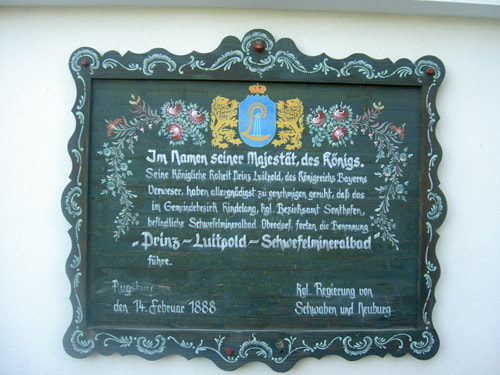 Im Namen seiner Majestät, des Königs.
Seine Königliche Hoheit Prinz Luitpold, des Königreichs Bayerns
Verweser, haben allergnädigst zu genehmigen geruht, daß das
im Gemeindebezirk Hindelang, kgl. Bezirksamt Sonthofen,
befindliche Schwefelmineralbad Oberdorf, fortan die Benennung
„Prinz-Luitpold-Schwefelmineralbad"
führe.
Augsburg
den 14. Februar 1888
Kgl. Regierung von
Schwaben und Neuburg